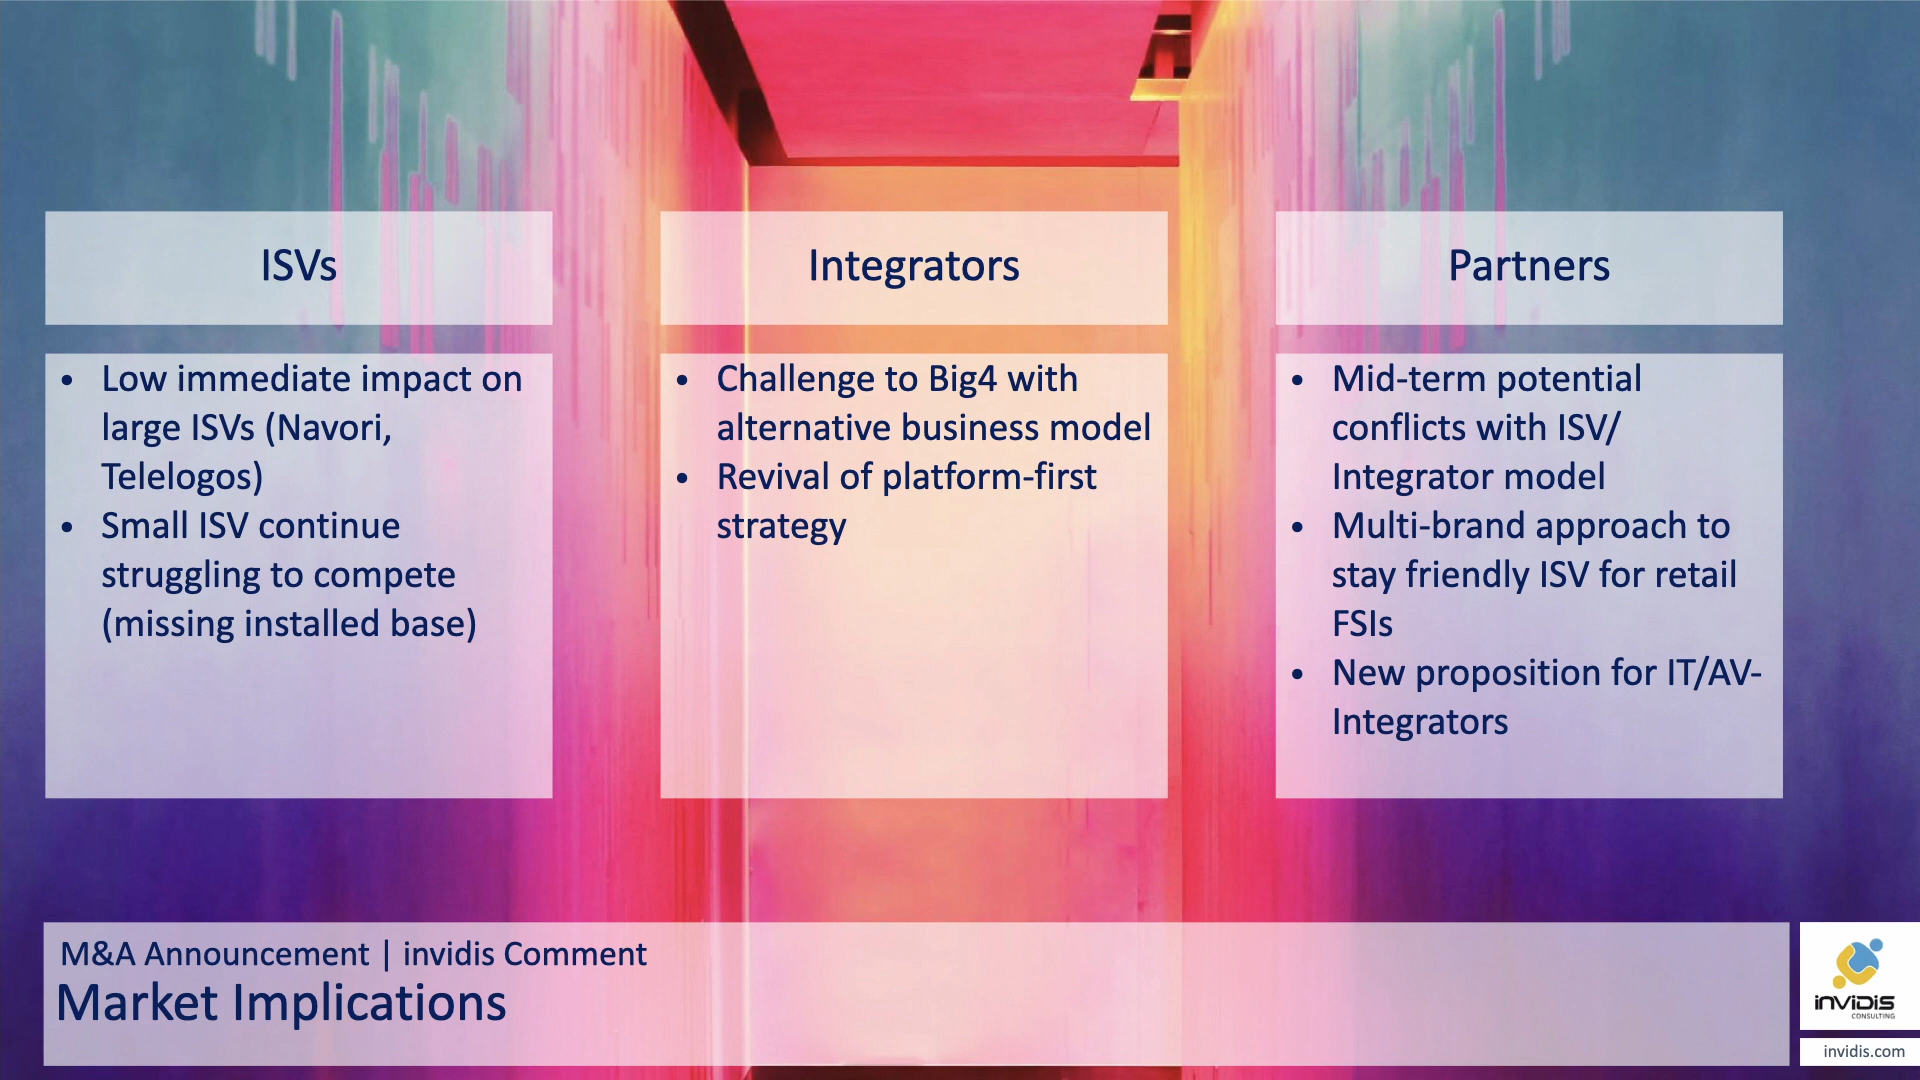 ISVs
• Low immediate impact on
large ISVs (Navori,
Telelogos)
• Small ISV continue
struggling to compete
(missing installed base)
Integrators
• Challenge to Big4 with
alternative business model
• Revival of platform-first
strategy
Partners
• Mid-term potential
conflicts with ISV/
Integrator model
• Multi-brand approach to
stay friendly ISV for retail
FSIs
• New proposition for IT/AV-
Integrators
M&A Announcement | invidis Comment
Market Implications
invidis
CONSULTING
invidis.com